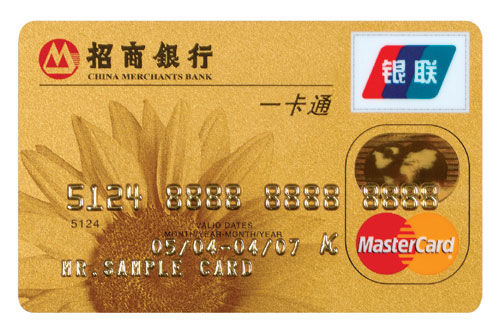 招商银行
CHINA MERCHANTS BANK
银联
一卡通
5124 8888 8888 8888
5124
VALID DATES
MONTH/YEAR-MONTH/YEAR
05/04-04/07 K
MR.SAMPLE CARD
MasterCard